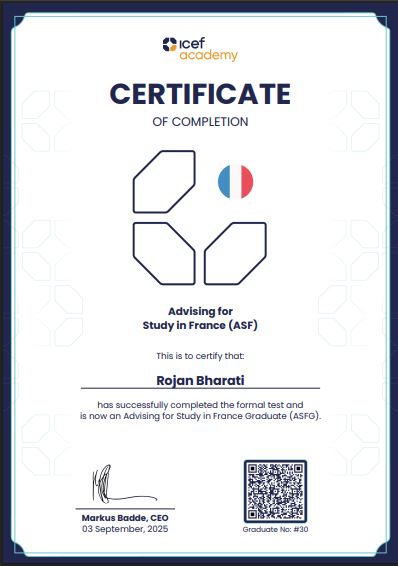 icef
academy
CERTIFICATE
OF COMPLETION
Advising for
Study in France (ASF)
This is to certify that:
Rojan Bharati
has successfully completed the formal test and
is now an Advising for Study in France Graduate (ASFG).
Markus Badde, CEO
03 September, 2025
Graduate No: #30